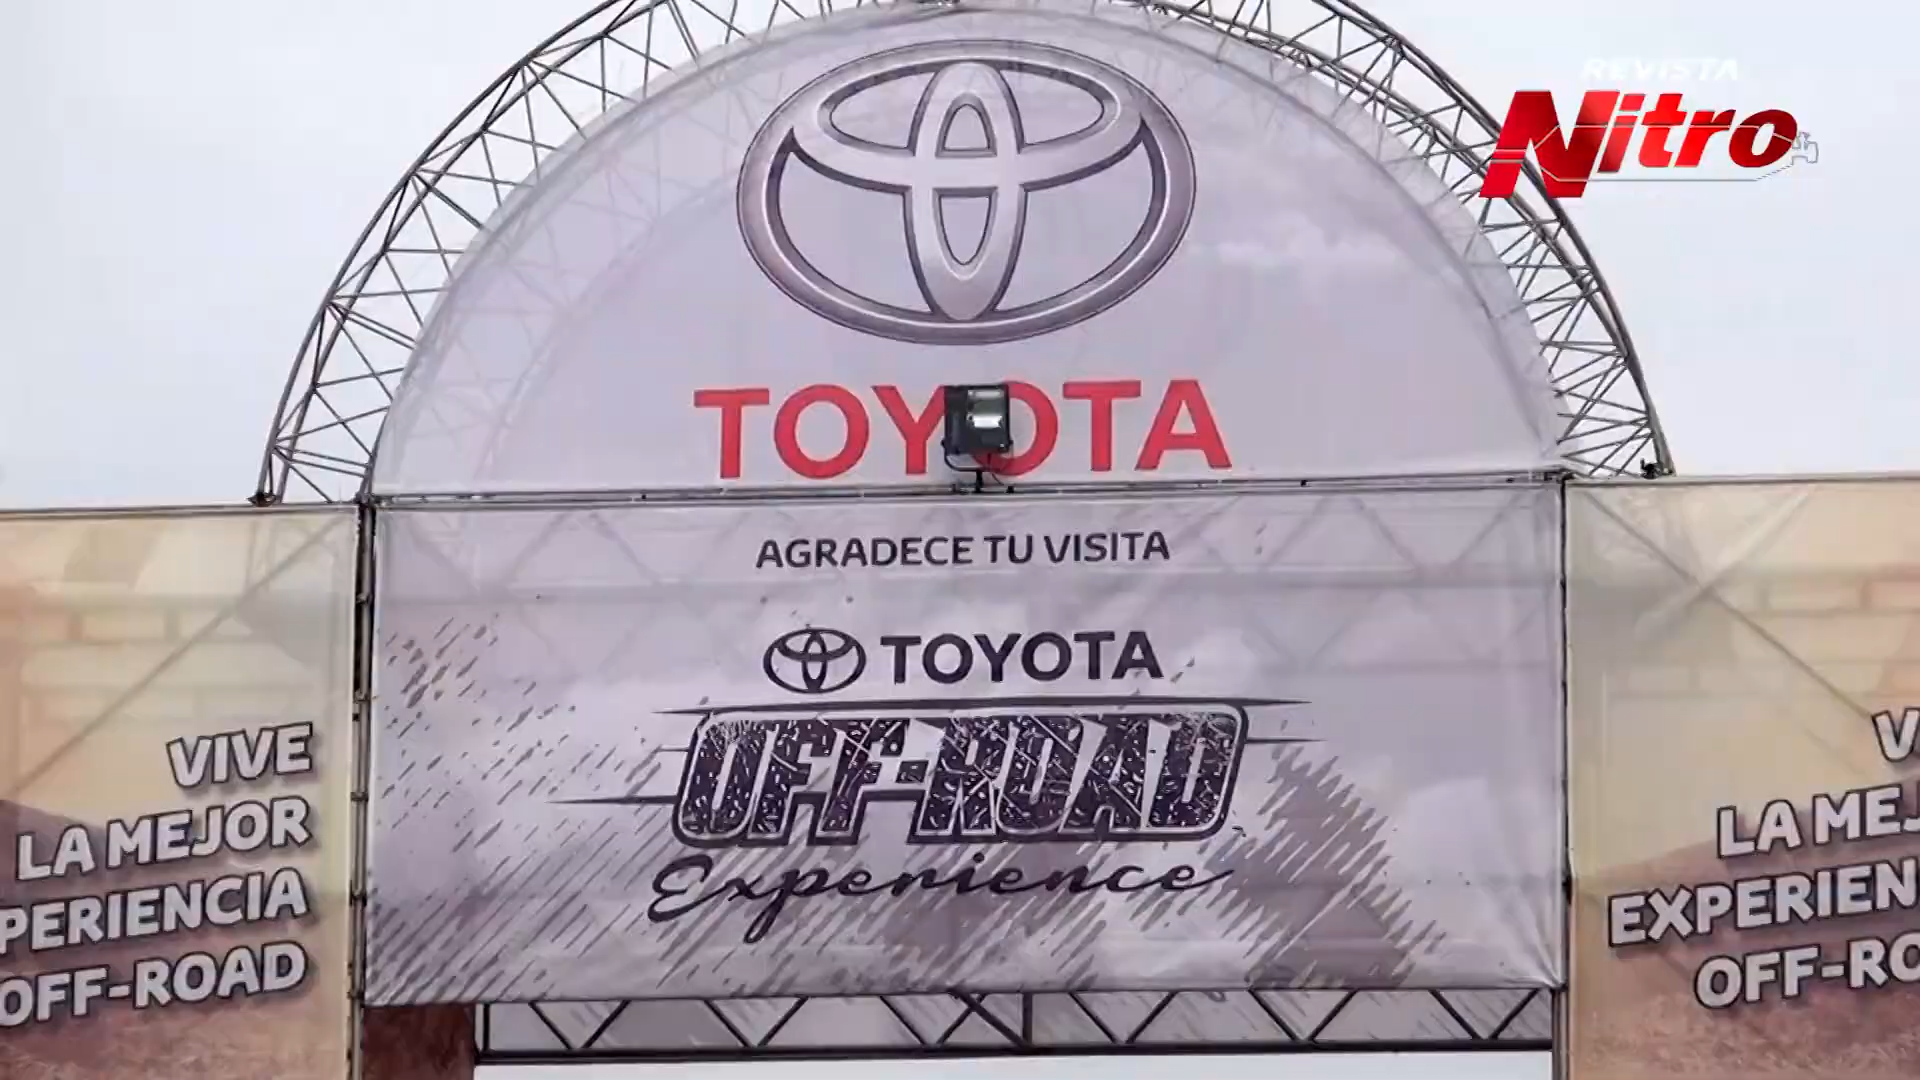 REVISTA
Nitro
TOYOTA
AGRADECE TU VISITA
TOYOTA
OFF-ROAD
Experience
VIVE
LA MEJOR
PERIENCIA
OFF-ROAD
V
LA MEJ
EXPERIEN
OFF-RO